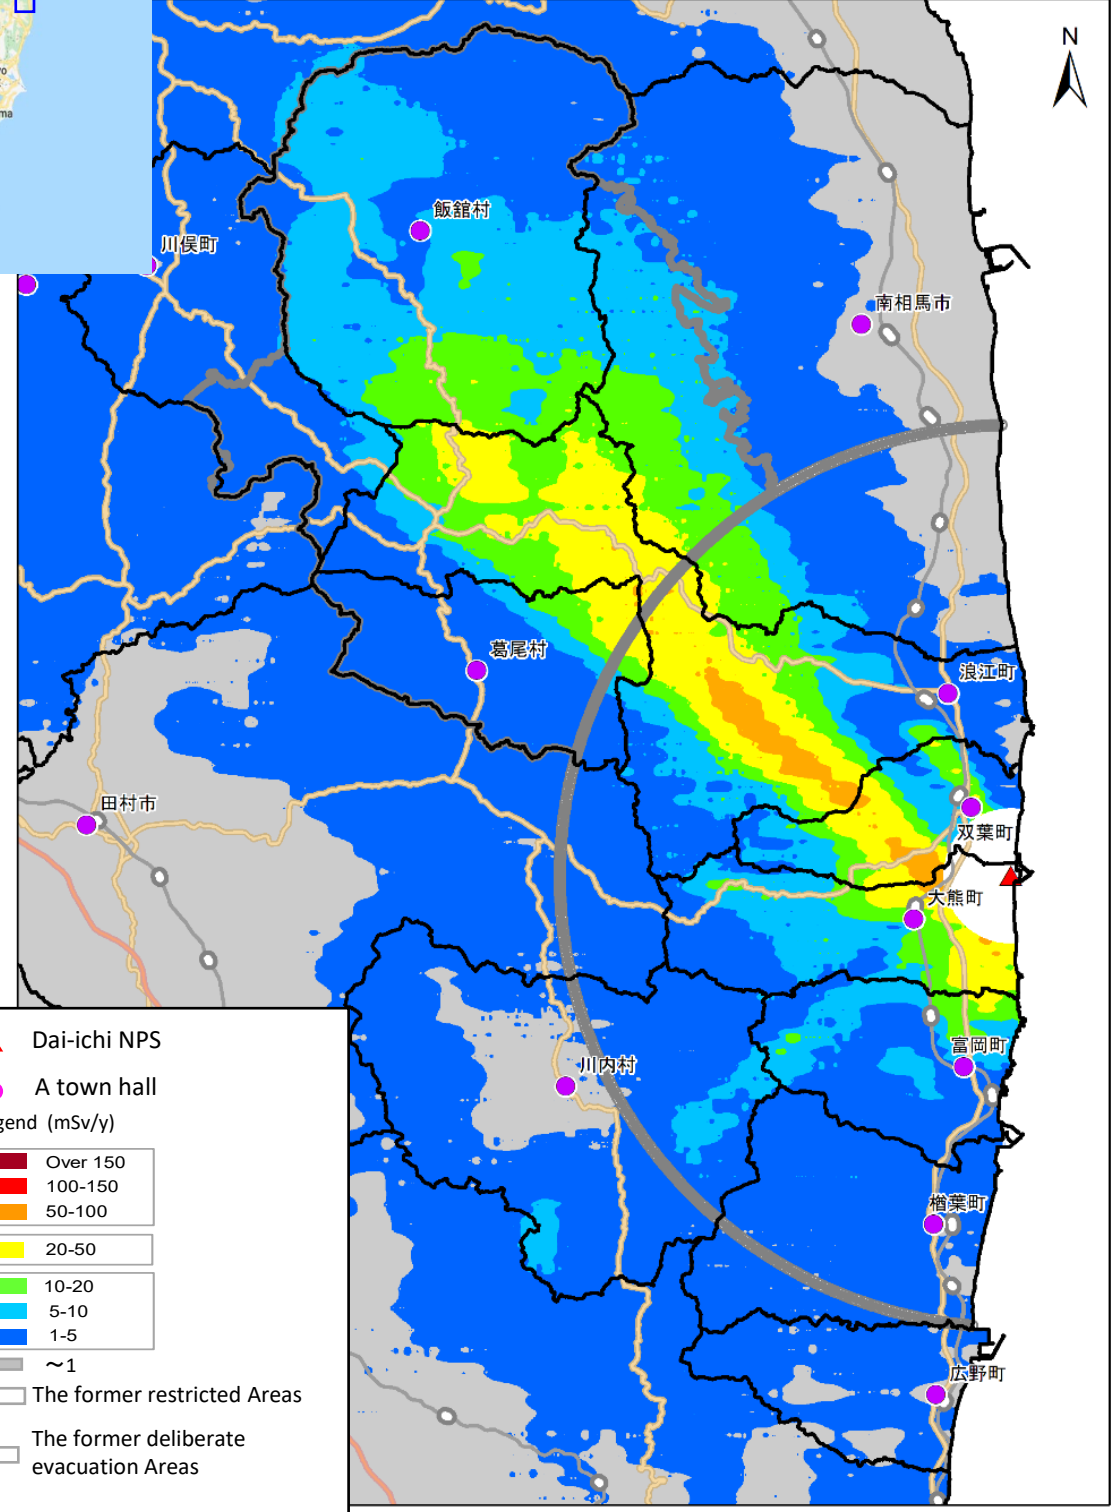 N
飯舘村
川俣町
南相馬市
葛尾村
浪江町
田村市
双葉町
大熊町
富岡町
川内村
楢葉町
広野町
Dai-ichi NPS
A town hall
(mSv/y)
Over 150
100-150
50-100
20-50
10-20
5-10
1-5
～1
The former restricted Areas
The former deliberate
evacuation Areas